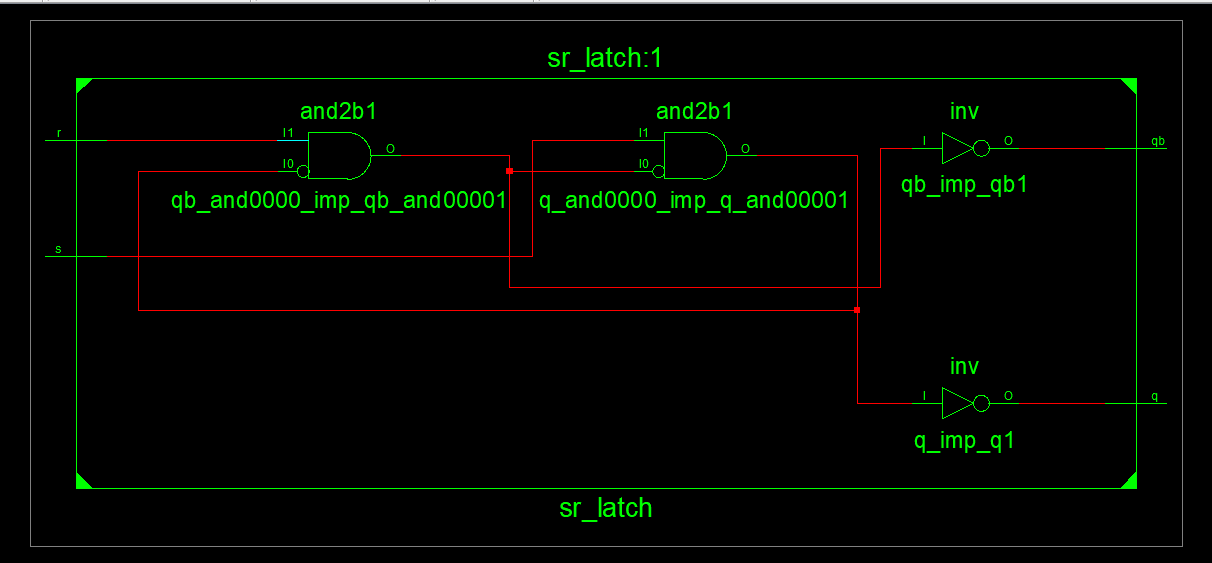 sr_latch:1
and2b1
and2b1
inv
r
I1
O
I0
I1
O
I0
I
O
qb
qb_and0000_imp_qb_and00001
q_and0000_imp_q_and00001
qb_imp_qb1
s
inv
I
O
q
q_imp_q1
sr_latch